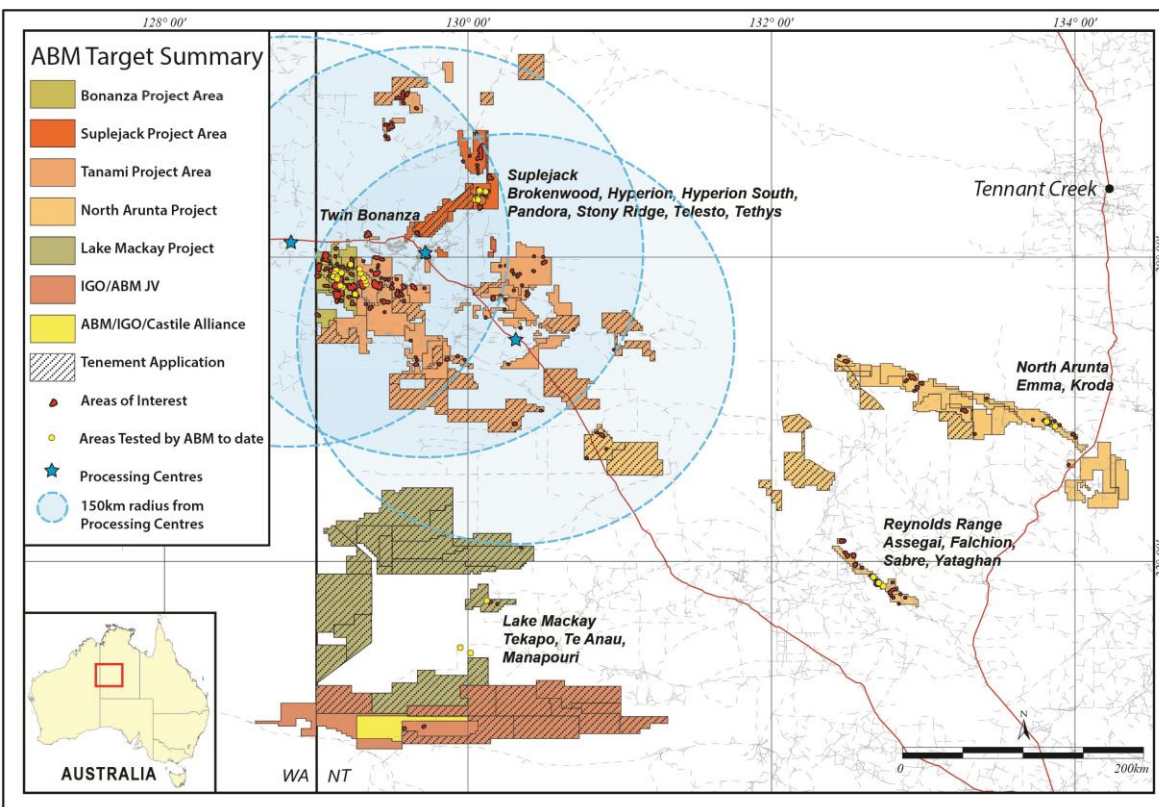 128° 00'
130° 00'
132° 00'
134° 00'
ABM Target Summary
Bonanza Project Area
Suplejack Project Area
Tanami Project Area
North Arunta Project
Lake Mackay Project
IGO/ABM JV
ABM/IGO/Castile Alliance
Tenement Application
Areas of Interest
Areas Tested by ABM to date
Processing Centres
150km radius from
Processing Centres
Suplejack
Brokenwood, Hyperion, Hyperion South,
Pandora, Stony Ridge, Telesto, Tethys
Twin Bonanza
Tennant Creek
North Arunta
Emma, Kroda
Reynolds Range
Assegai, Falchion,
Sabre, Yataghan
Lake Mackay
Tekapo, Te Anau,
Manapouri
AUSTRALIA
WA
NT
N
0
200km